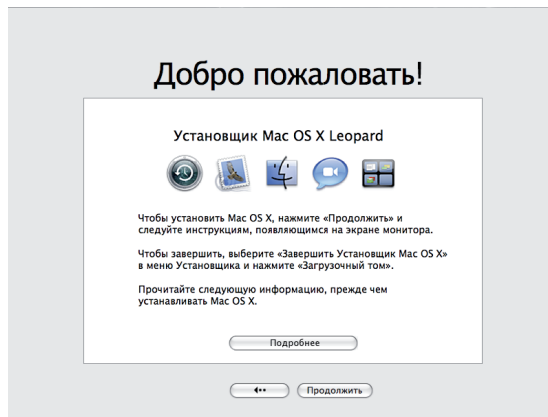 Добро пожаловать!
Установщик Mac OS X Leopard
Чтобы установить Mac OS X, нажмите «Продолжить» и
следуйте инструкциям, появляющимся на экране монитора.
Чтобы завершить, выберите «Завершить Установщик Mac OS X»
в меню Установщика и нажмите «Загрузочный том».
Прочитайте следующую информацию, прежде чем
устанавливать Mac OS X.
Подробнее
Продолжить